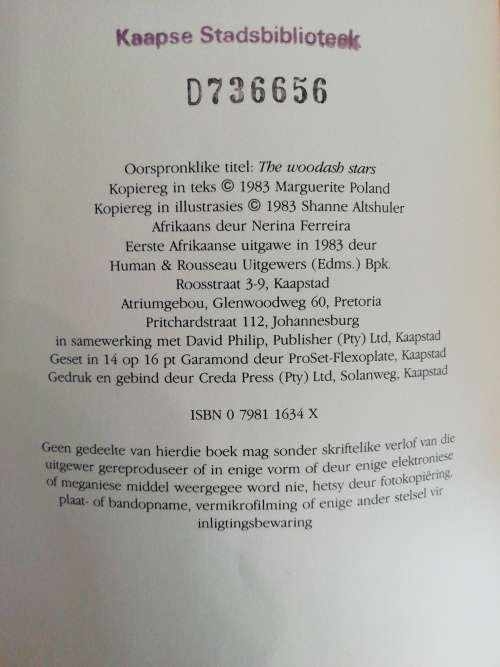 Kaapse Stadsbiblioteek
D736656
Oorspronklike titel: The woodash stars
Kopiereg in teks © 1983 Marguerite Poland
Kopiereg in illustrasies © 1983 Shanne Altshuler
Afrikaans deur Nerina Ferreira
Eerste Afrikaanse uitgawe in 1983 deur
Human & Rousseau Uitgewers (Edms.) Bpk.
Roosstraat 3-9, Kaapstad
Atriumgebou, Glenwoodweg 60, Pretoria
Pritchardstraat 112, Johannesburg
in samewerking met David Philip, Publisher (Pty) Ltd, Kaapstad
Geset in 14 op 16 pt Garamond deur ProSet-Flexoplate, Kaapstad
Gedruk en gebind deur Creda Press (Pty) Ltd, Solanweg, Kaapstad
ISBN 0 7981 1634 X
Geen gedeelte van hierdie boek mag sonder skriftelike verlof van die
uitgewer gereproduseer of in enige vorm of deur enige elektroniese
of meganiese middel weergegee word nie, hetsy deur fotokopiëring,
plaat- of bandopname, vermikrofilming of enige ander stelsel vir
inligtingsbewaring